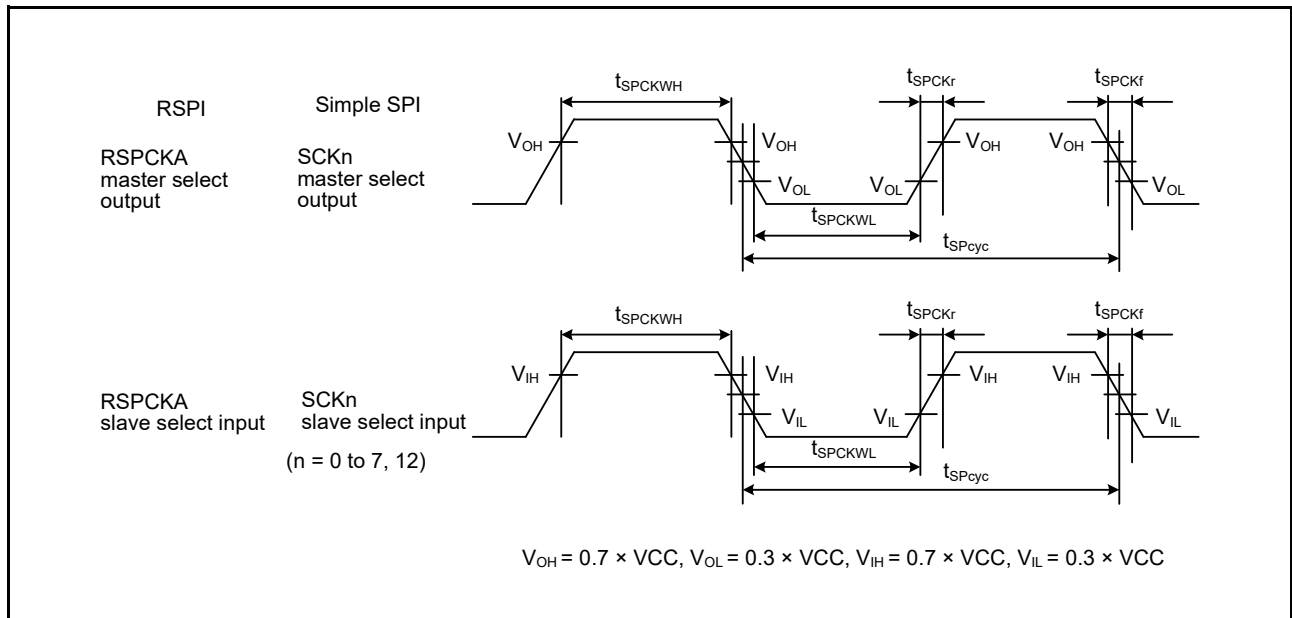 RSPI
Simple SPI
RSPCKA
master select
output
SCKn
master select
output
tSPCKWH
tSPCKr
tSPCKf
VOH
VOH
VOL
VOL
VOH
VOH
VOL
tSPCKWL
tSPcyc
RSPCKA
slave select input
SCKn
slave select input
(n = 0 to 7, 12)
tSPCKWH
tSPCKr
tSPCKf
VIH
VIH
VIL
VIL
VIH
VIH
VIL
tSPCKWL
tSPcyc
VOH = 0.7 × VCC, VOL = 0.3 × VCC, VIH = 0.7 × VCC, VIL = 0.3 × VCC